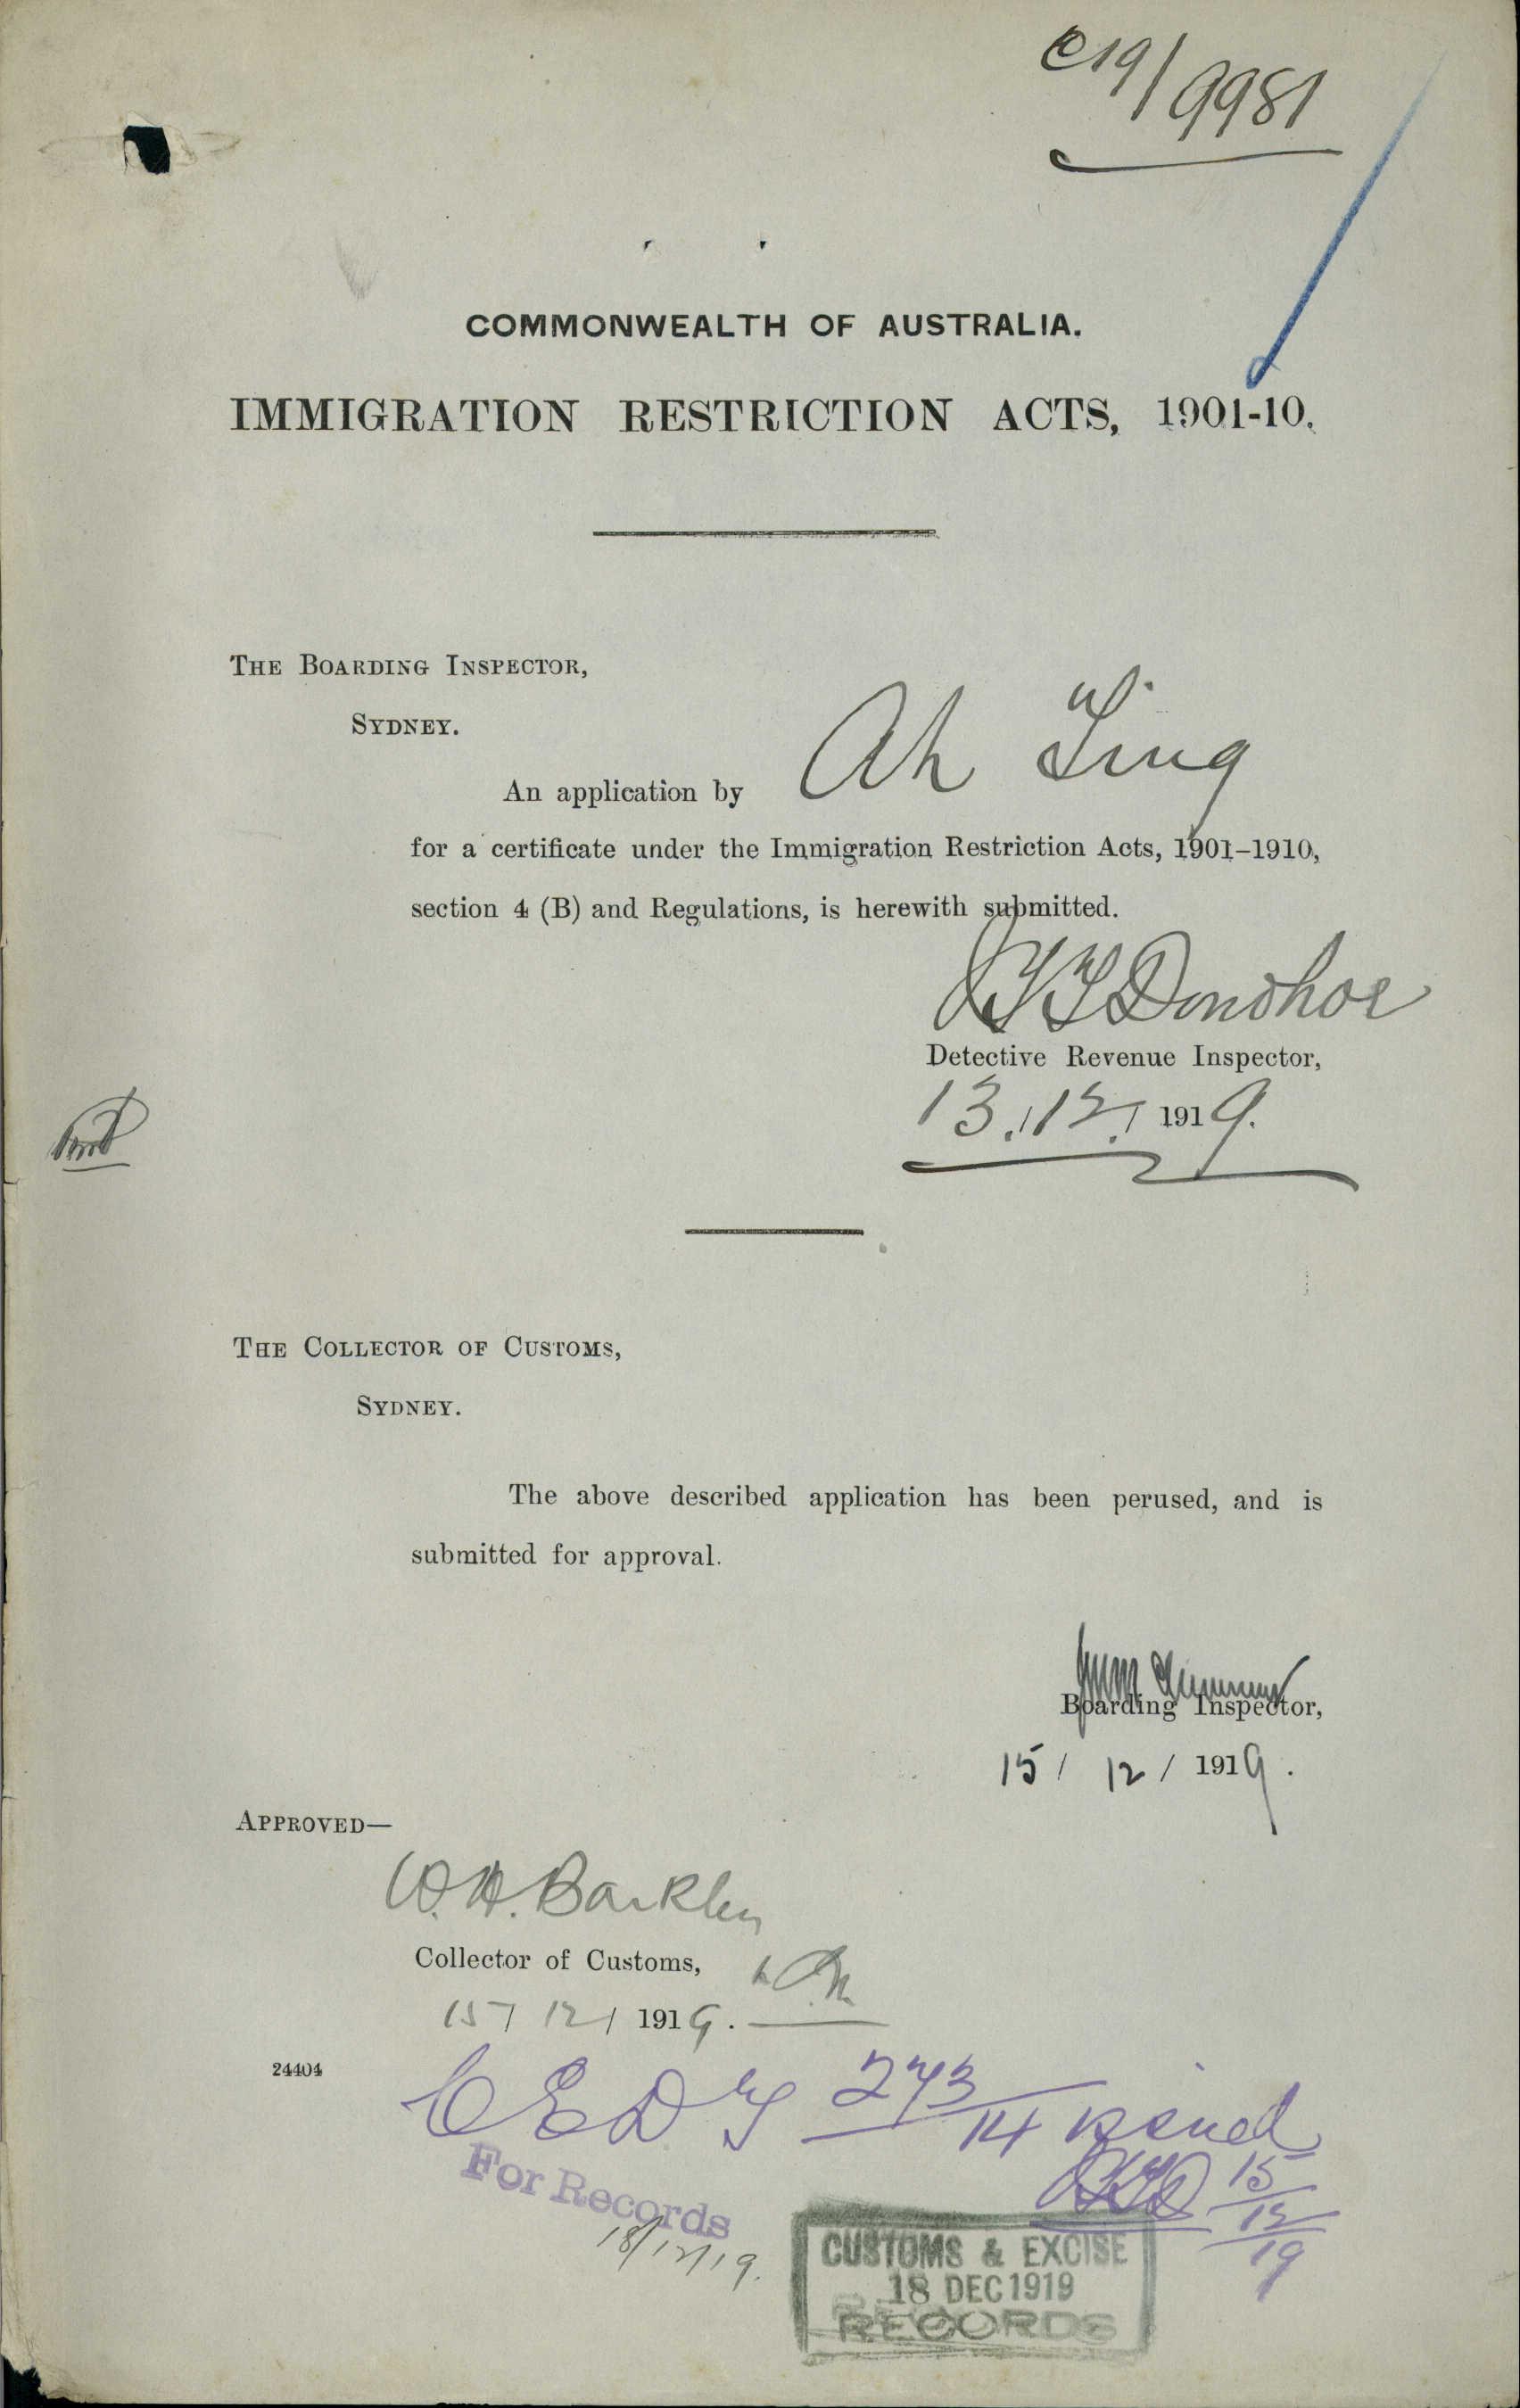 C19/9981
COMMONWEALTH OF AUSTRALIA.
IMMIGRATION RESTRICTION ACTS, 1901-10.
THE BOARDING INSPECTOR,
SYDNEY.
An application by Ah Ting
for a certificate under the Immigration Restriction Acts, 1901–1910,
section 4 (B) and Regulations, is herewith submitted.
JTT Donohoe
Detective Revenue Inspector,
13./12./1919.
THE COLLECTOR OF CUSTOMS,
SYDNEY.
The above described application has been perused, and is
submitted for approval.
Boarding Inspector,
15/ 12/ 1919.
APPROVED—
W.H. Barkley
Collector of Customs,
15/ 12/ 1919.
24404
CEDT 273/14 issued
JTD 15/12/19
For Records
18/12/19.
CUSTOMS & EXCISE
18 DEC 1919
RECORDS